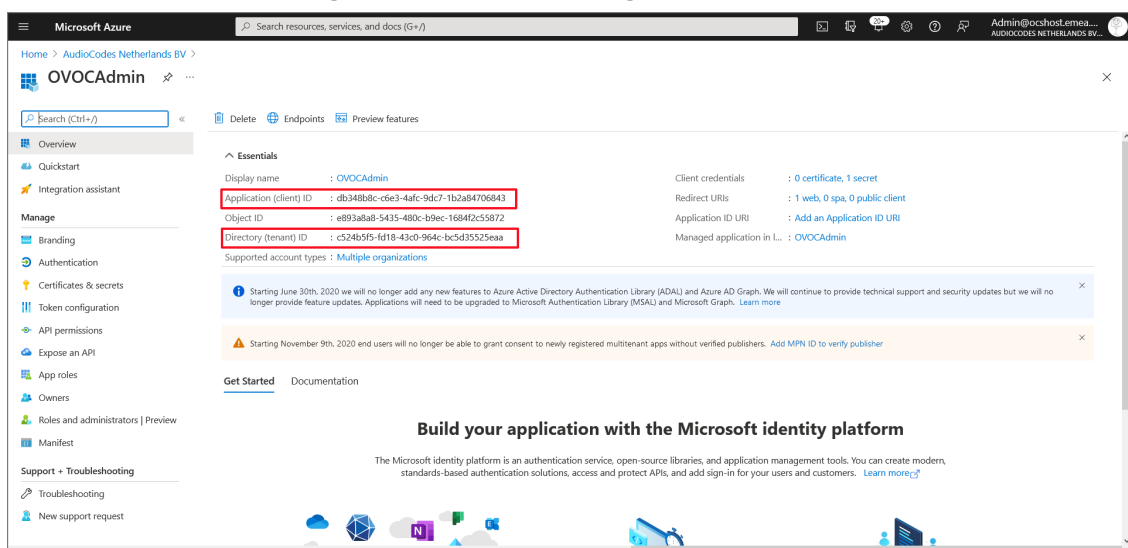 Microsoft Azure
Search resources, services, and docs (G+/)
20+
Admin@ocshost.emea....
AUDIOCODES NETHERLANDS BV...
Home > AudioCodes Netherlands BV >
OVOCAdmin
Search (Ctrl+/)
Delete Endpoints Preview features
Overview
Quickstart
Integration assistant
Manage
Branding
Authentication
Certificates & secrets
Token configuration
API permissions
Expose an API
App roles
Owners
Roles and administrators | Preview
Manifest
Support + Troubleshooting
Troubleshooting
New support request
Essentials
Display name : OVOCAdmin
Application (client) ID : db348b8c-c6e3-4afc-9dc7-1b2a84706843
Object ID : e893a8a8-5435-480c-b9ec-1684f2c55872
Directory (tenant) ID : c524b5f5-fd18-43c0-964c-bc5d35525eaa
Supported account types : Multiple organizations
Client credentials : 0 certificate, 1 secret
Redirect URIs : 1 web, 0 spa, 0 public client
Application ID URI : Add an Application ID URI
Managed application in l... : OVOCAdmin
Starting June 30th, 2020 we will no longer add any new features to Azure Active Directory Authentication Library (ADAL) and Azure AD Graph. We will continue to provide technical support and security updates but we will no
longer provide feature updates. Applications will need to be upgraded to Microsoft Authentication Library (MSAL) and Microsoft Graph. Learn more
Starting November 9th, 2020 end users will no longer be able to grant consent to newly registered multitenant apps without verified publishers. Add MPN ID to verify publisher
Get Started Documentation
Build your application with the Microsoft identity platform
The Microsoft identity platform is an authentication service, open-source libraries, and application management tools. You can create modern,
standards-based authentication solutions, access and protect APIs, and add sign-in for your users and customers. Learn more
N